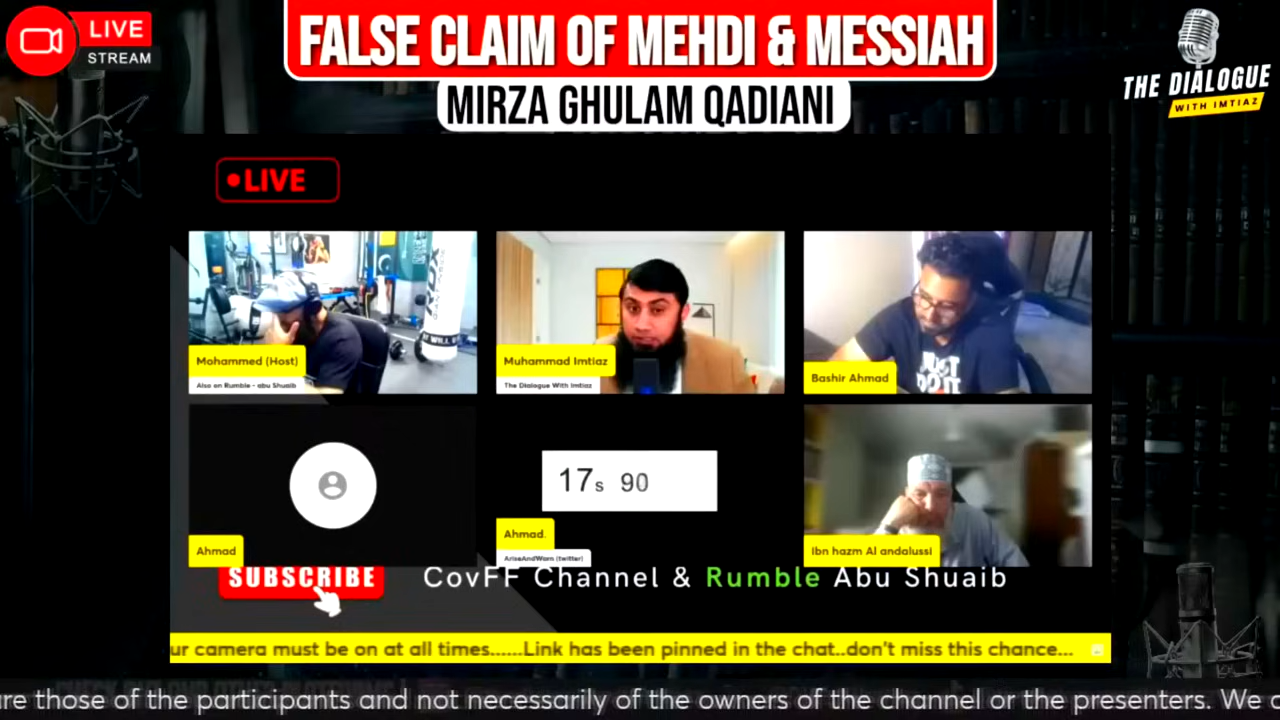 LIVE
STREAM
FALSE CLAIM OF MEHDI & MESSIAH
MIRZA GHULAM QADIANI
THE DIALOGUE
WITH IMTIAZ
LIVE
Mohammed (Host)
Also on Rumble - abu Shuaib
Muhammad Imtiaz
The Dialogue With Imtiaz
JUST
DO IT
Bashir Ahmad
Ahmad
17s 90
Ahmad.
AriseAndWarn (twitter)
Ibn hazm Al andalussi
SUBSCRIBE
CovFF Channel & Rumble Abu Shuaib
ur camera must be on at all times......Link has been pinned in the chat..don't miss this chance...
re those of the participants and not necessarily of the owners of the channel or the presenters. We